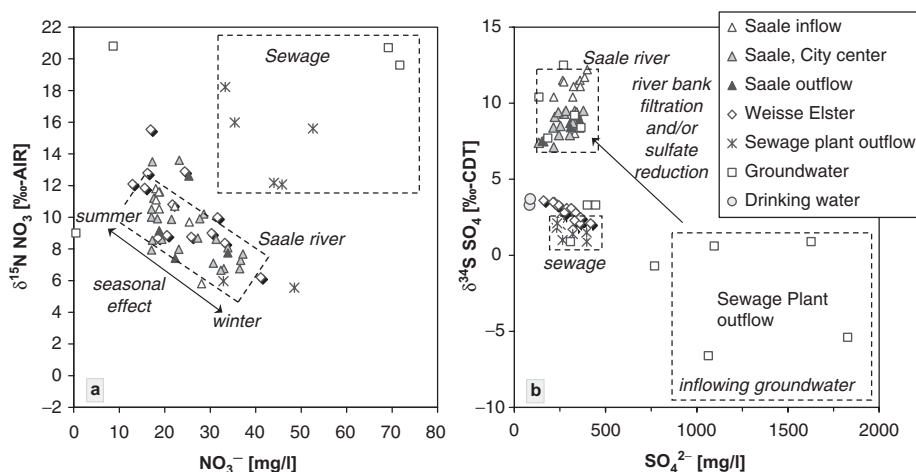 22
20
18
16
14
12
10
8
6
4
2
0
−2
δ¹⁵N NO₃ [‰-AIR]
Sewage
summer
Saale river
seasonal
effect
winter
a
0 10 20 30 40 50 60 70 80
NO₃⁻ [mg/l]
20
15
10
5
0
−5
−10
δ³⁴S SO₄ [‰-CDT]
Saale river
river bank
filtration
and/or
sulfate
reduction
sewage
Sewage Plant
outflow
inflowing groundwater
b
0 500 1000 1500 2000
SO₄²⁻ [mg/l]
Saale inflow
Saale, City center
Saale outflow
Weisse Elster
Sewage plant outflow
Groundwater
Drinking water